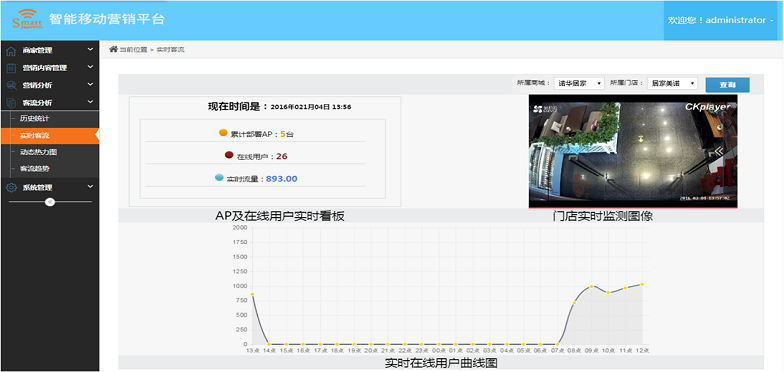 Smart
智能移动营销平台
欢迎您！administrator
商家管理
营销内容管理
营销分析
客流分析
历史统计
实时客流
动态热力图
客流趋势
系统管理
当前位置 > 实时客流
所属商城： 诺华居家 所属门店： 居家美诺 查询
现在时间是： 2016年021月04日 13:56
累计部署AP：5台
在线用户：26
实时流量：893.00
AP及在线用户实时看板
CKplayer
门店实时监测图像
2000
1750
1500
1250
1000
750
500
250
0
13点 14点 15点 16点 17点 18点 19点 20点 21点 22点 23点 00点 01点 02点 03点 04点 05点 06点 07点 08点 09点 10点 11点 12点
实时在线用户曲线图